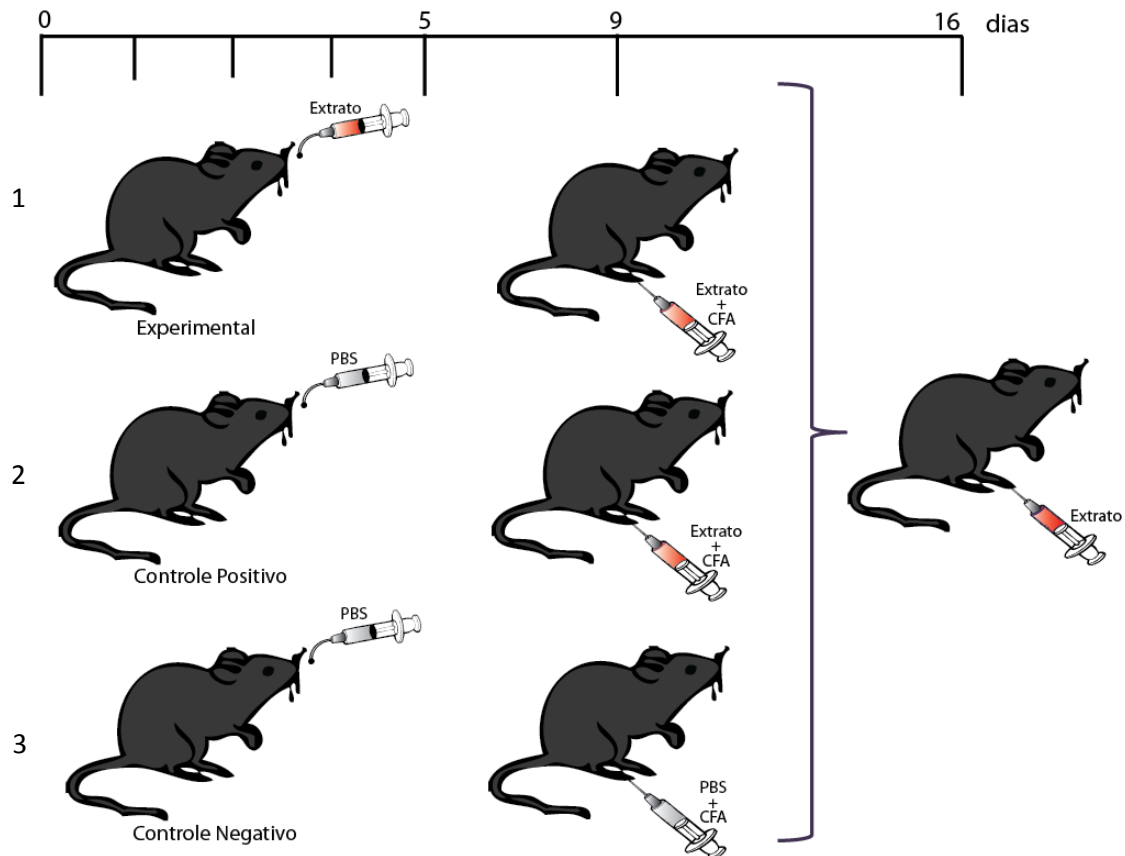 0 5 9 16 dias
Extrato
1
Extrato
+
CFA
Experimental
PBS
2
Extrato
+
CFA
Extrato
Controle Positivo
PBS
3
PBS
+
CFA
Controle Negativo